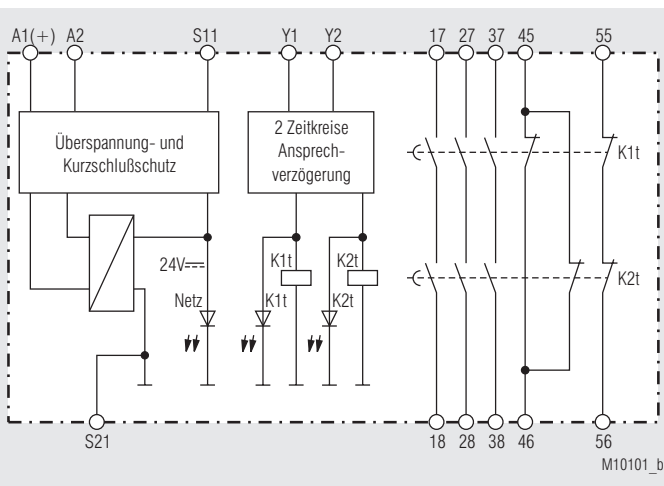 A1(+) A2 S11 Y1 Y2 17 27 37 45 55
Überspannung- und
Kurzschlußschutz
2 Zeitkreise
Ansprech-
verzögerung
K1t
24V
K1t
K2t
K2t
Netz
K1t
K2t
S21
18 28 38 46 56
M10101_b